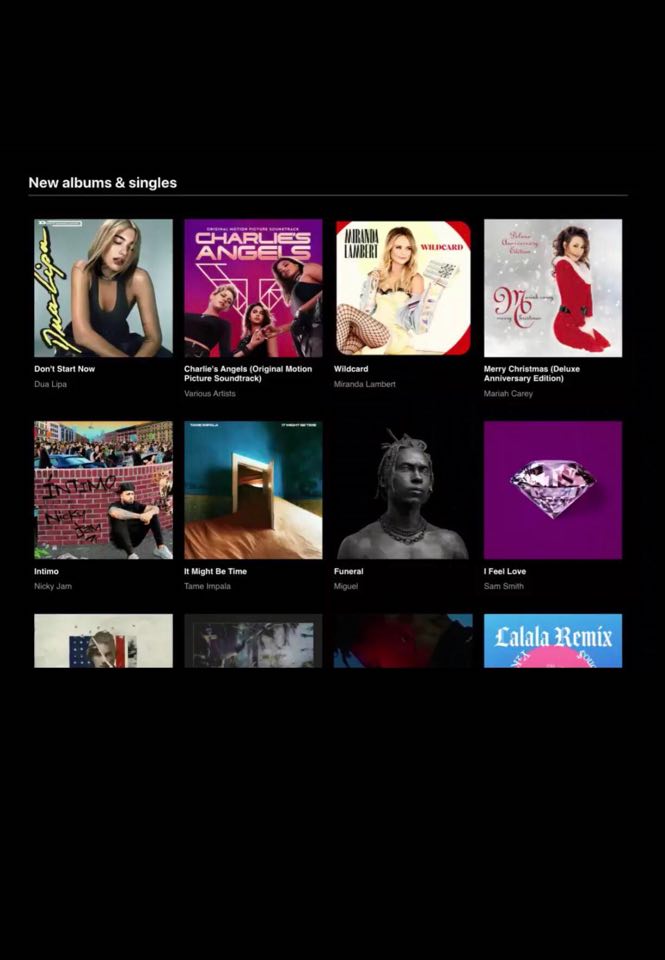 New albums & singles
Dua Lipa
ORIGINAL MOTION PICTURE SOUNDTRACK
CHARLIE'S
ANGELS
MIRANDA
LAMBERT
WILDCARD
Deluxe
Anniversary
Edition
Mariah Carey
merry Christmas
Don't Start Now
Dua Lipa
Charlie's Angels (Original Motion
Picture Soundtrack)
Various Artists
Wildcard
Miranda Lambert
Merry Christmas (Deluxe
Anniversary Edition)
Mariah Carey
INTIMO
Nicky
Jam
TAME IMPALA
IT MIGHT BE TIME
Intimo
Nicky Jam
It Might Be Time
Tame Impala
Funeral
Miguel
I Feel Love
Sam Smith
Lalala Remix